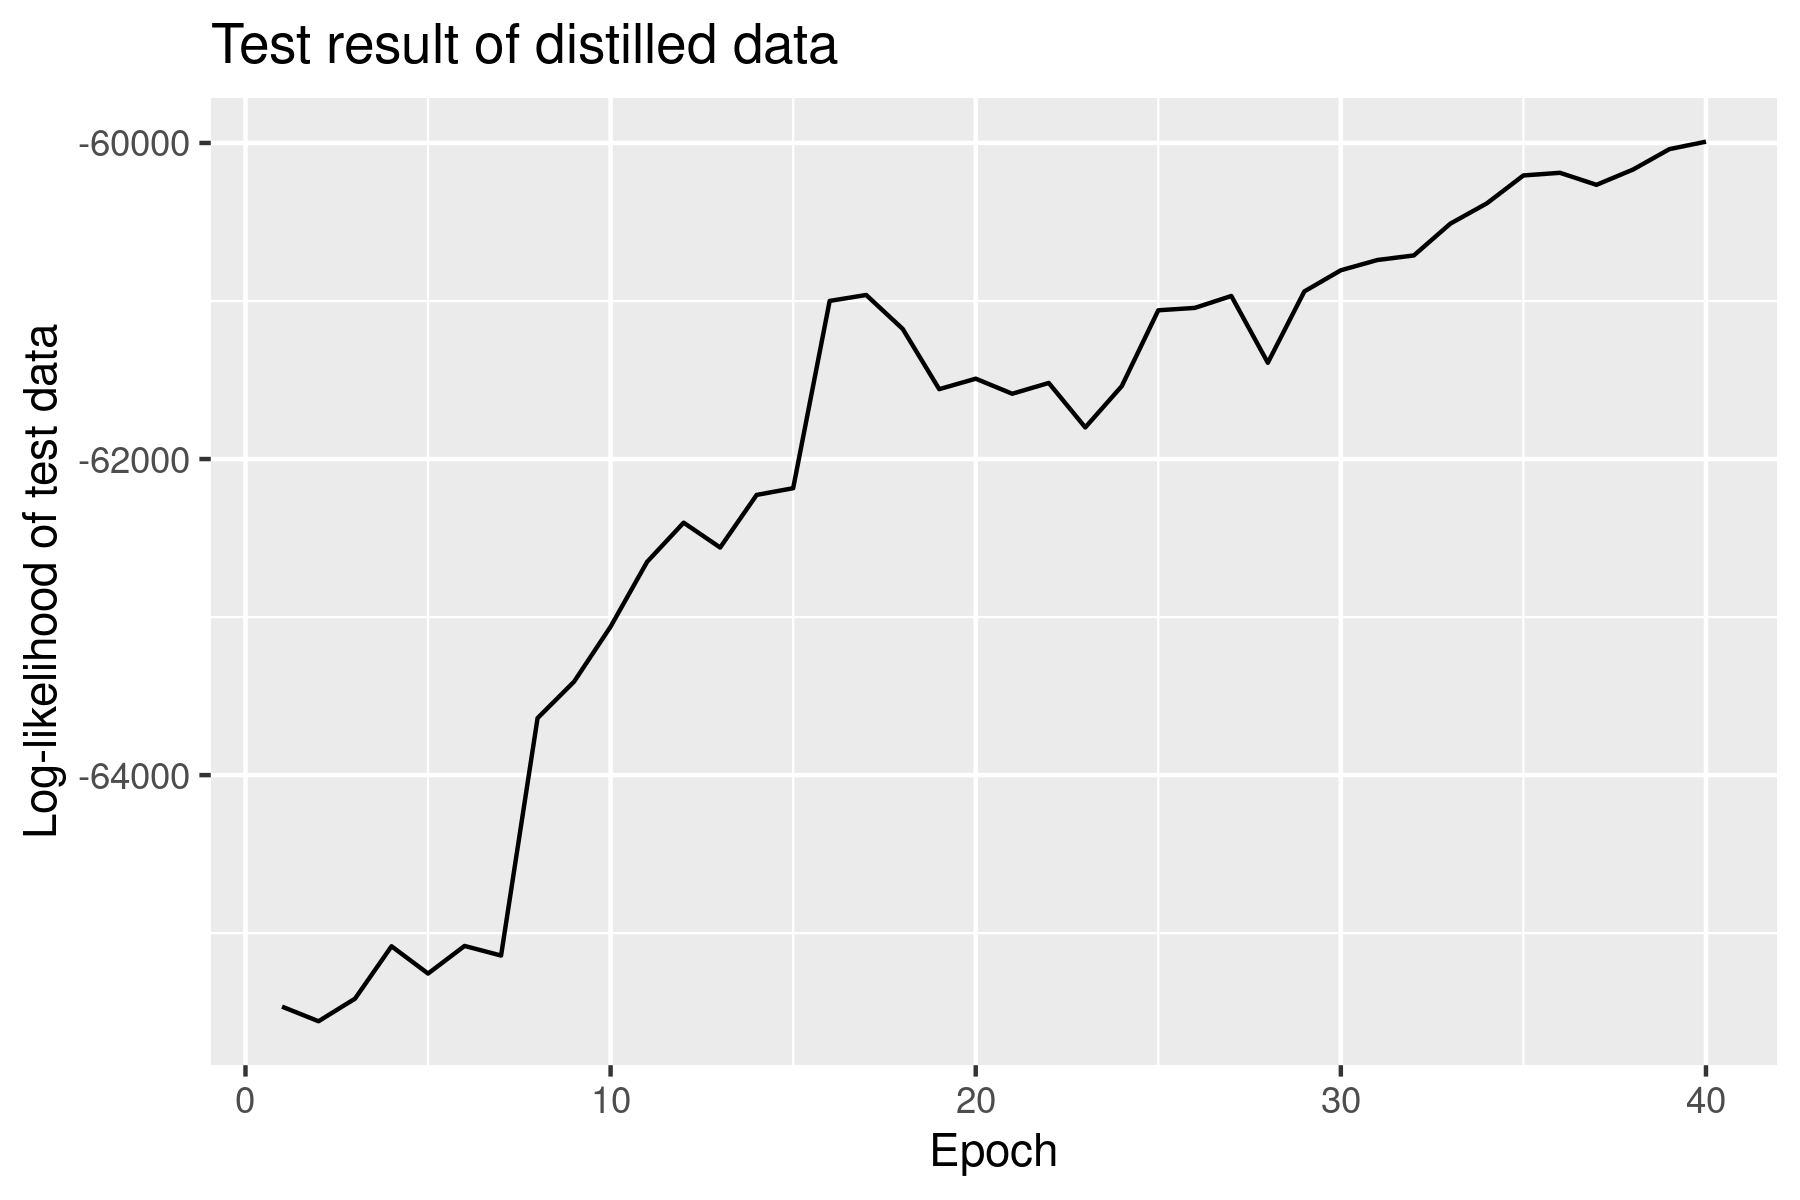 Test result of distilled data
Log-likelihood of test data
-60000
-62000
-64000
0
10
20
30
40
Epoch